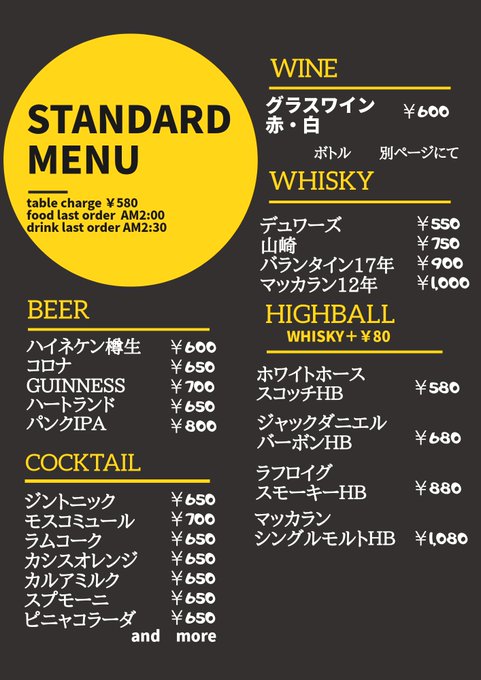 STANDARD
MENU
table charge ￥580
food last order AM2:00
drink last order AM2:30
BEER
ハイネケン樽生 ￥600
コロナ ￥650
GUINNESS ￥700
ハートランド ￥650
パンクIPA ￥800
COCKTAIL
ジントニック ￥650
モスコミュール ￥700
ラムコーク ￥650
カシスオレンジ ￥650
カルアミルク ￥650
スプモーニ ￥650
ピニャコラーダ ￥650
and more
WINE
グラスワイン ￥600
赤・白
ボトル 別ページにて
WHISKY
デュワーズ ￥550
山崎 ￥750
バランタイン17年 ￥900
マッカラン12年 ￥1,000
HIGHBALL
WHISKY＋￥80
ホワイトホース
スコッチHB ￥580
ジャックダニエル
バーボンHB ￥680
ラフロイグ
スモーキーHB ￥880
マッカラン
シングルモルトHB ￥1,080